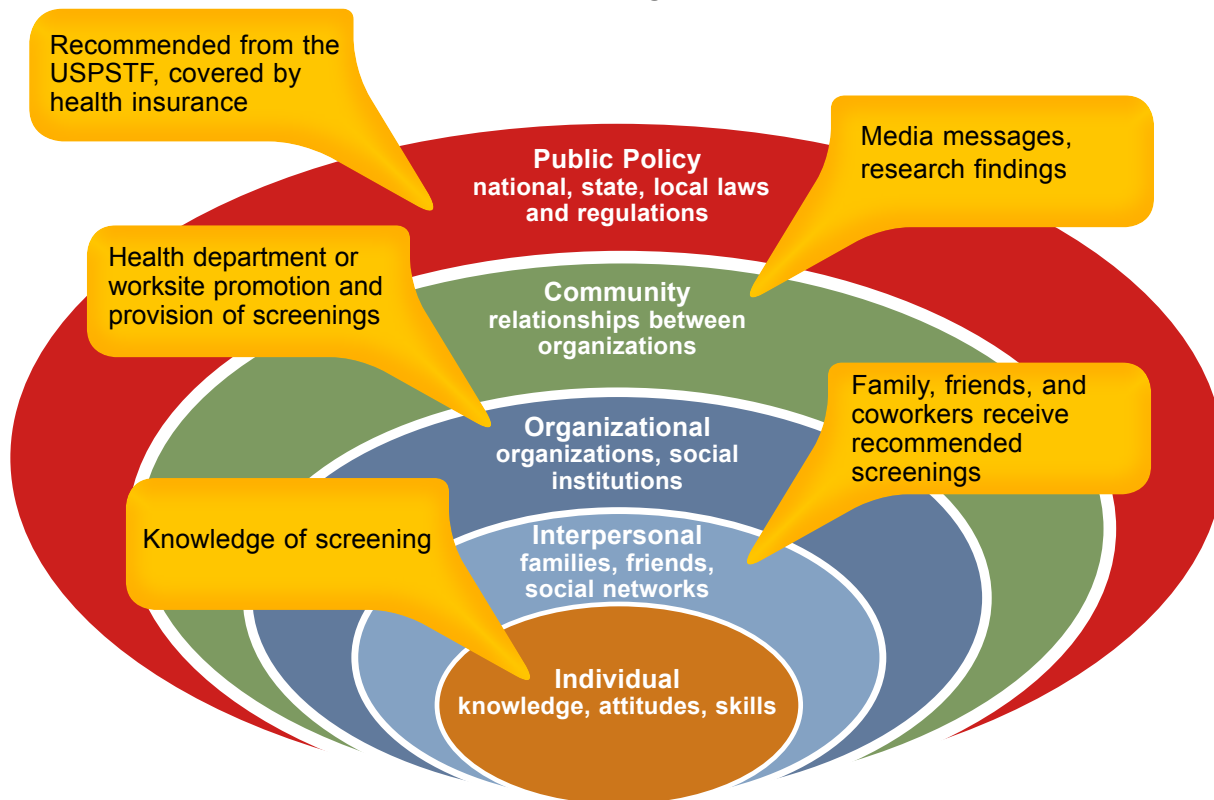 Recommended from the
USPSTF, covered by
health insurance
Public Policy
national, state, local laws
and regulations
Media messages,
research findings
Health department or
worksite promotion and
provision of screenings
Community
relationships between
organizations
Family, friends, and
coworkers receive
recommended
screenings
Organizational
organizations, social
institutions
Knowledge of screening
Interpersonal
families, friends,
social networks
Individual
knowledge, attitudes, skills